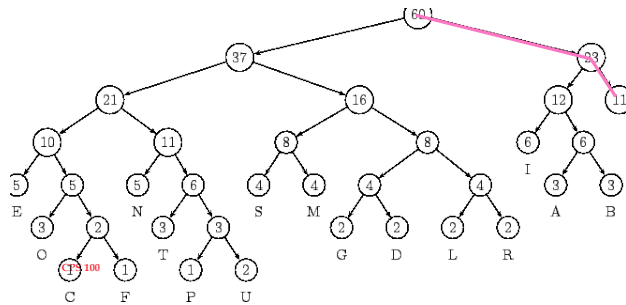 60
37 23
21 16 12 11
10 11 8 8 6 6
I
5 5 5 6 4 4 4 4 3 3
E N S M A B
3 2 3 3 2 2 2 2
O T G D L R
1 1 1 2
CPS 100
C F P U